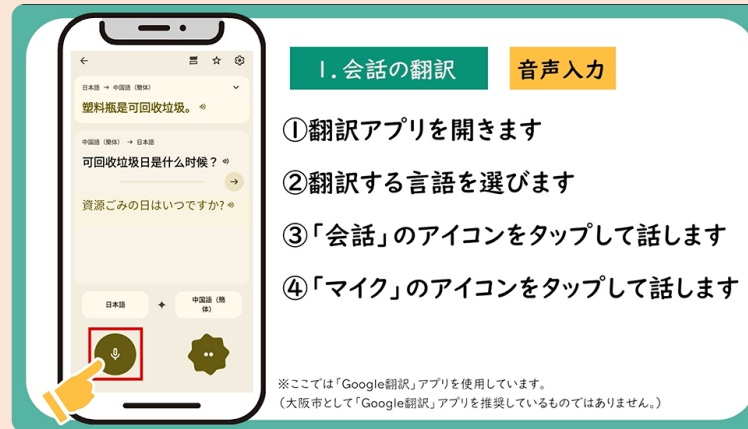 日本語 → 中国語（簡体）
塑料瓶是可回收垃圾。
中国語（簡体） → 日本語
可回收垃圾日是什么时候？
資源ごみの日はいつですか?
日本語
中国語（簡
体）
1.会話の翻訳
音声入力
①翻訳アプリを開きます
②翻訳する言語を選びます
③「会話」のアイコンをタップして話します
④「マイク」のアイコンをタップして話します
※ここでは「Google翻訳」アプリを使用しています。
（大阪市として「Google翻訳」アプリを推奨しているものではありません。）